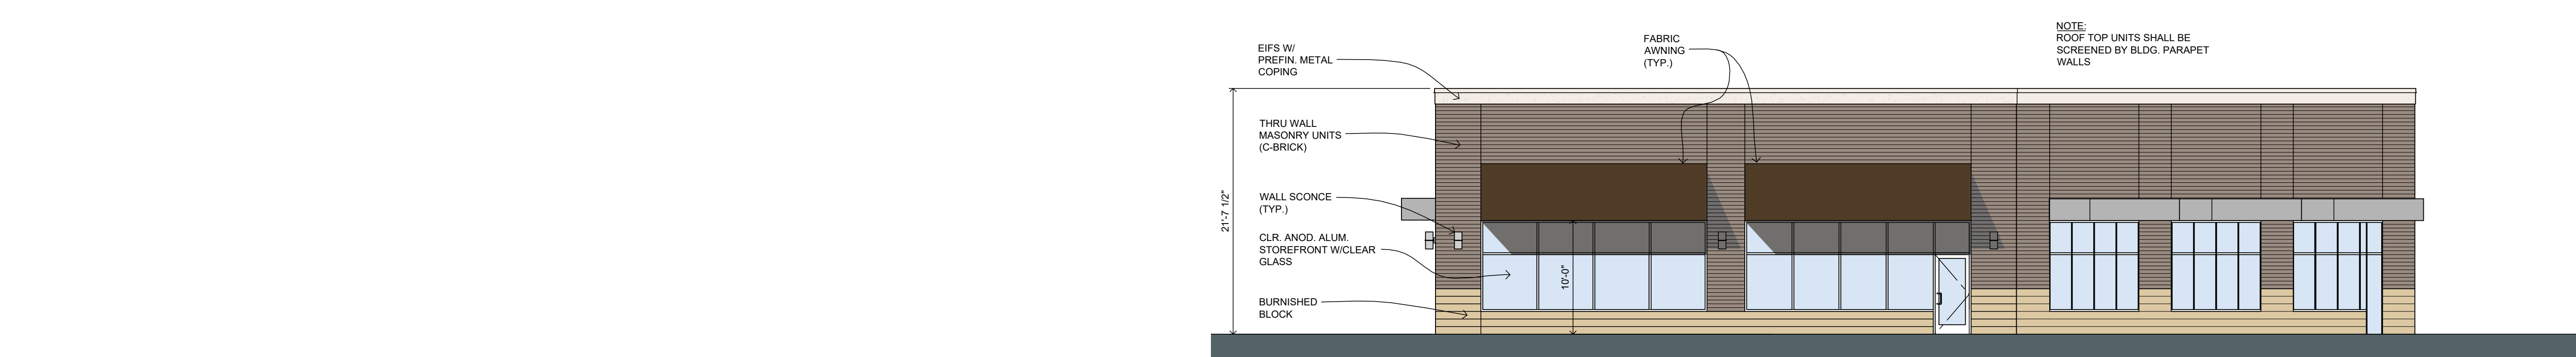 EIFS W/
PREFIN. METAL
COPING
THRU WALL
MASONRY UNITS
(C-BRICK)
WALL SCONCE
(TYP.)
CLR. ANOD. ALUM.
STOREFRONT W/CLEAR
GLASS
BURNISHED
BLOCK
21'-7 1/2"
10'-0"
FABRIC
AWNING
(TYP.)
NOTE:
ROOF TOP UNITS SHALL BE
SCREENED BY BLDG. PARAPET
WALLS